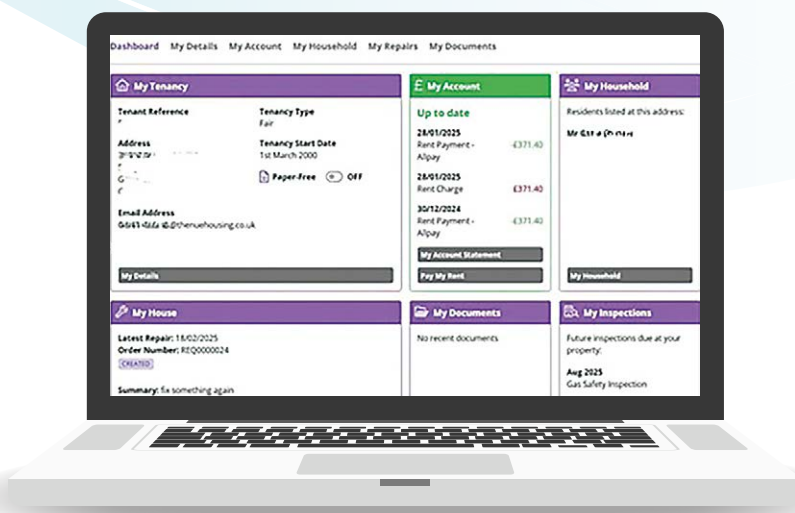 Dashboard My Details My Account My Household My Repairs My Documents
My Tenancy
Tenant Reference
Tenancy Type
Fair
Address
Tenancy Start Date
1st March 2000
Paper-Free OFF
Email Address
@thenuehousing.co.uk
My Details
£ My Account
Up to date
28/01/2025
Rent Payment - -£371.40
Allpay
28/01/2025
Rent Charge £371.40
30/12/2024
Rent Payment - -£371.40
Allpay
My Account Statement
Pay My Rent
My Household
Residents listed at this address:
Mr
My Household
My House
Latest Repair: 18/02/2025
Order Number: REQ0000024
CREATED
Summary: fix something again
My Documents
No recent documents
My Inspections
Future inspections due at your
property:
Aug 2025
Gas Safety Inspection